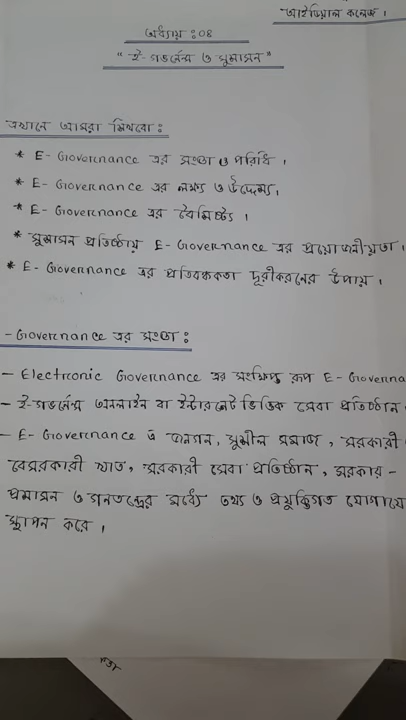 আইডিয়াল কলেজ।
অধ্যায় : ০৪
"ই-গভর্নেন্স ও সুশাসন"
এখানে আমরা শিখবো :
* E-Governance এর সংজ্ঞা ও পরিধি।
* E-Governance এর লক্ষ্য ও উদ্দেশ্য।
* E-Governance এর বৈশিষ্ট্য।
* সুশাসন প্রতিষ্ঠায় E-Governance এর প্রয়োজনীয়তা।
* E-Governance এর প্রতিবন্ধকতা দূরীকরনের উপায়।
-Governance এর সংজ্ঞা :
- Electronic Governance এর সংক্ষিপ্ত রূপ E-Governa
- ই-গভর্নেন্স অনলাইন বা ইন্টারনেট ভিত্তিক সেবা প্রতিষ্ঠান
- E-Governance এ জনগন, সুশীল সমাজ, সরকারী
বেসরকারী খাত, সরকারী সেবা প্রতিষ্ঠান, সরকার -
প্রশাসন ও গনতন্ত্রের মধ্যে তথ্য ও প্রযুক্তিগত যোগাযো
স্থাপন করে।